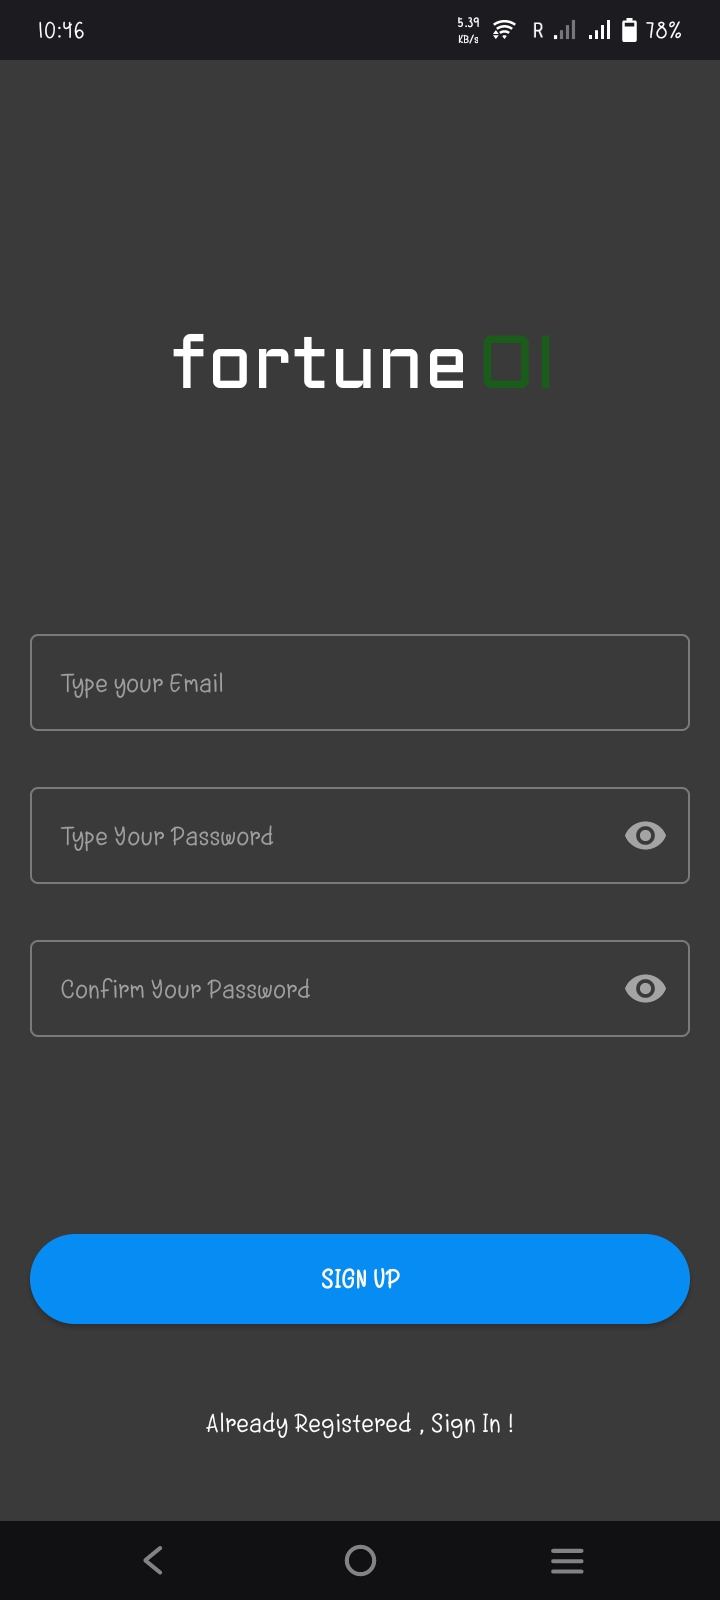 10:46
5.39
KB/s
R
78%
fortune 01
Type your Email
Type Your Password
Confirm Your Password
SIGN UP
Already Registered , Sign In !